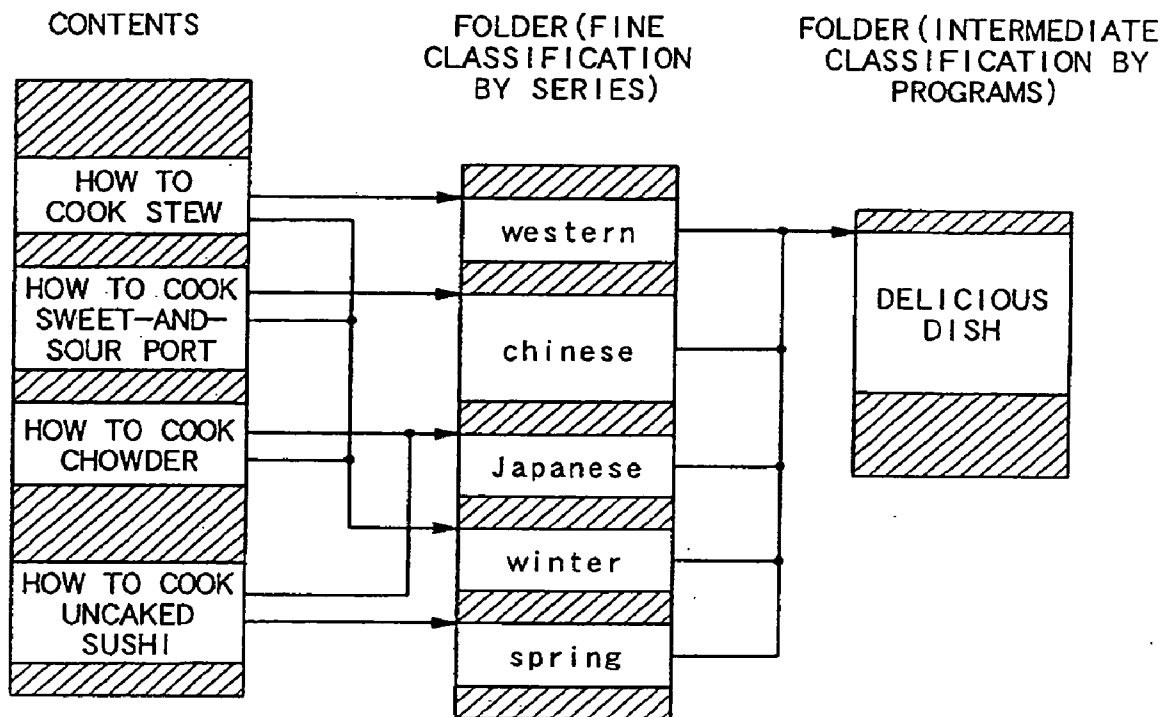 CONTENTS
HOW TO
COOK STEW
HOW TO COOK
SWEET-AND-
SOUR PORT
HOW TO COOK
CHOWDER
HOW TO COOK
UNCAKED
SUSHI
FOLDER(FINE
CLASSIFICATION
BY SERIES)
western
chinese
Japanese
winter
spring
FOLDER(INTERMEDIATE
CLASSIFICATION BY
PROGRAMS)
DELICIOUS
DISH